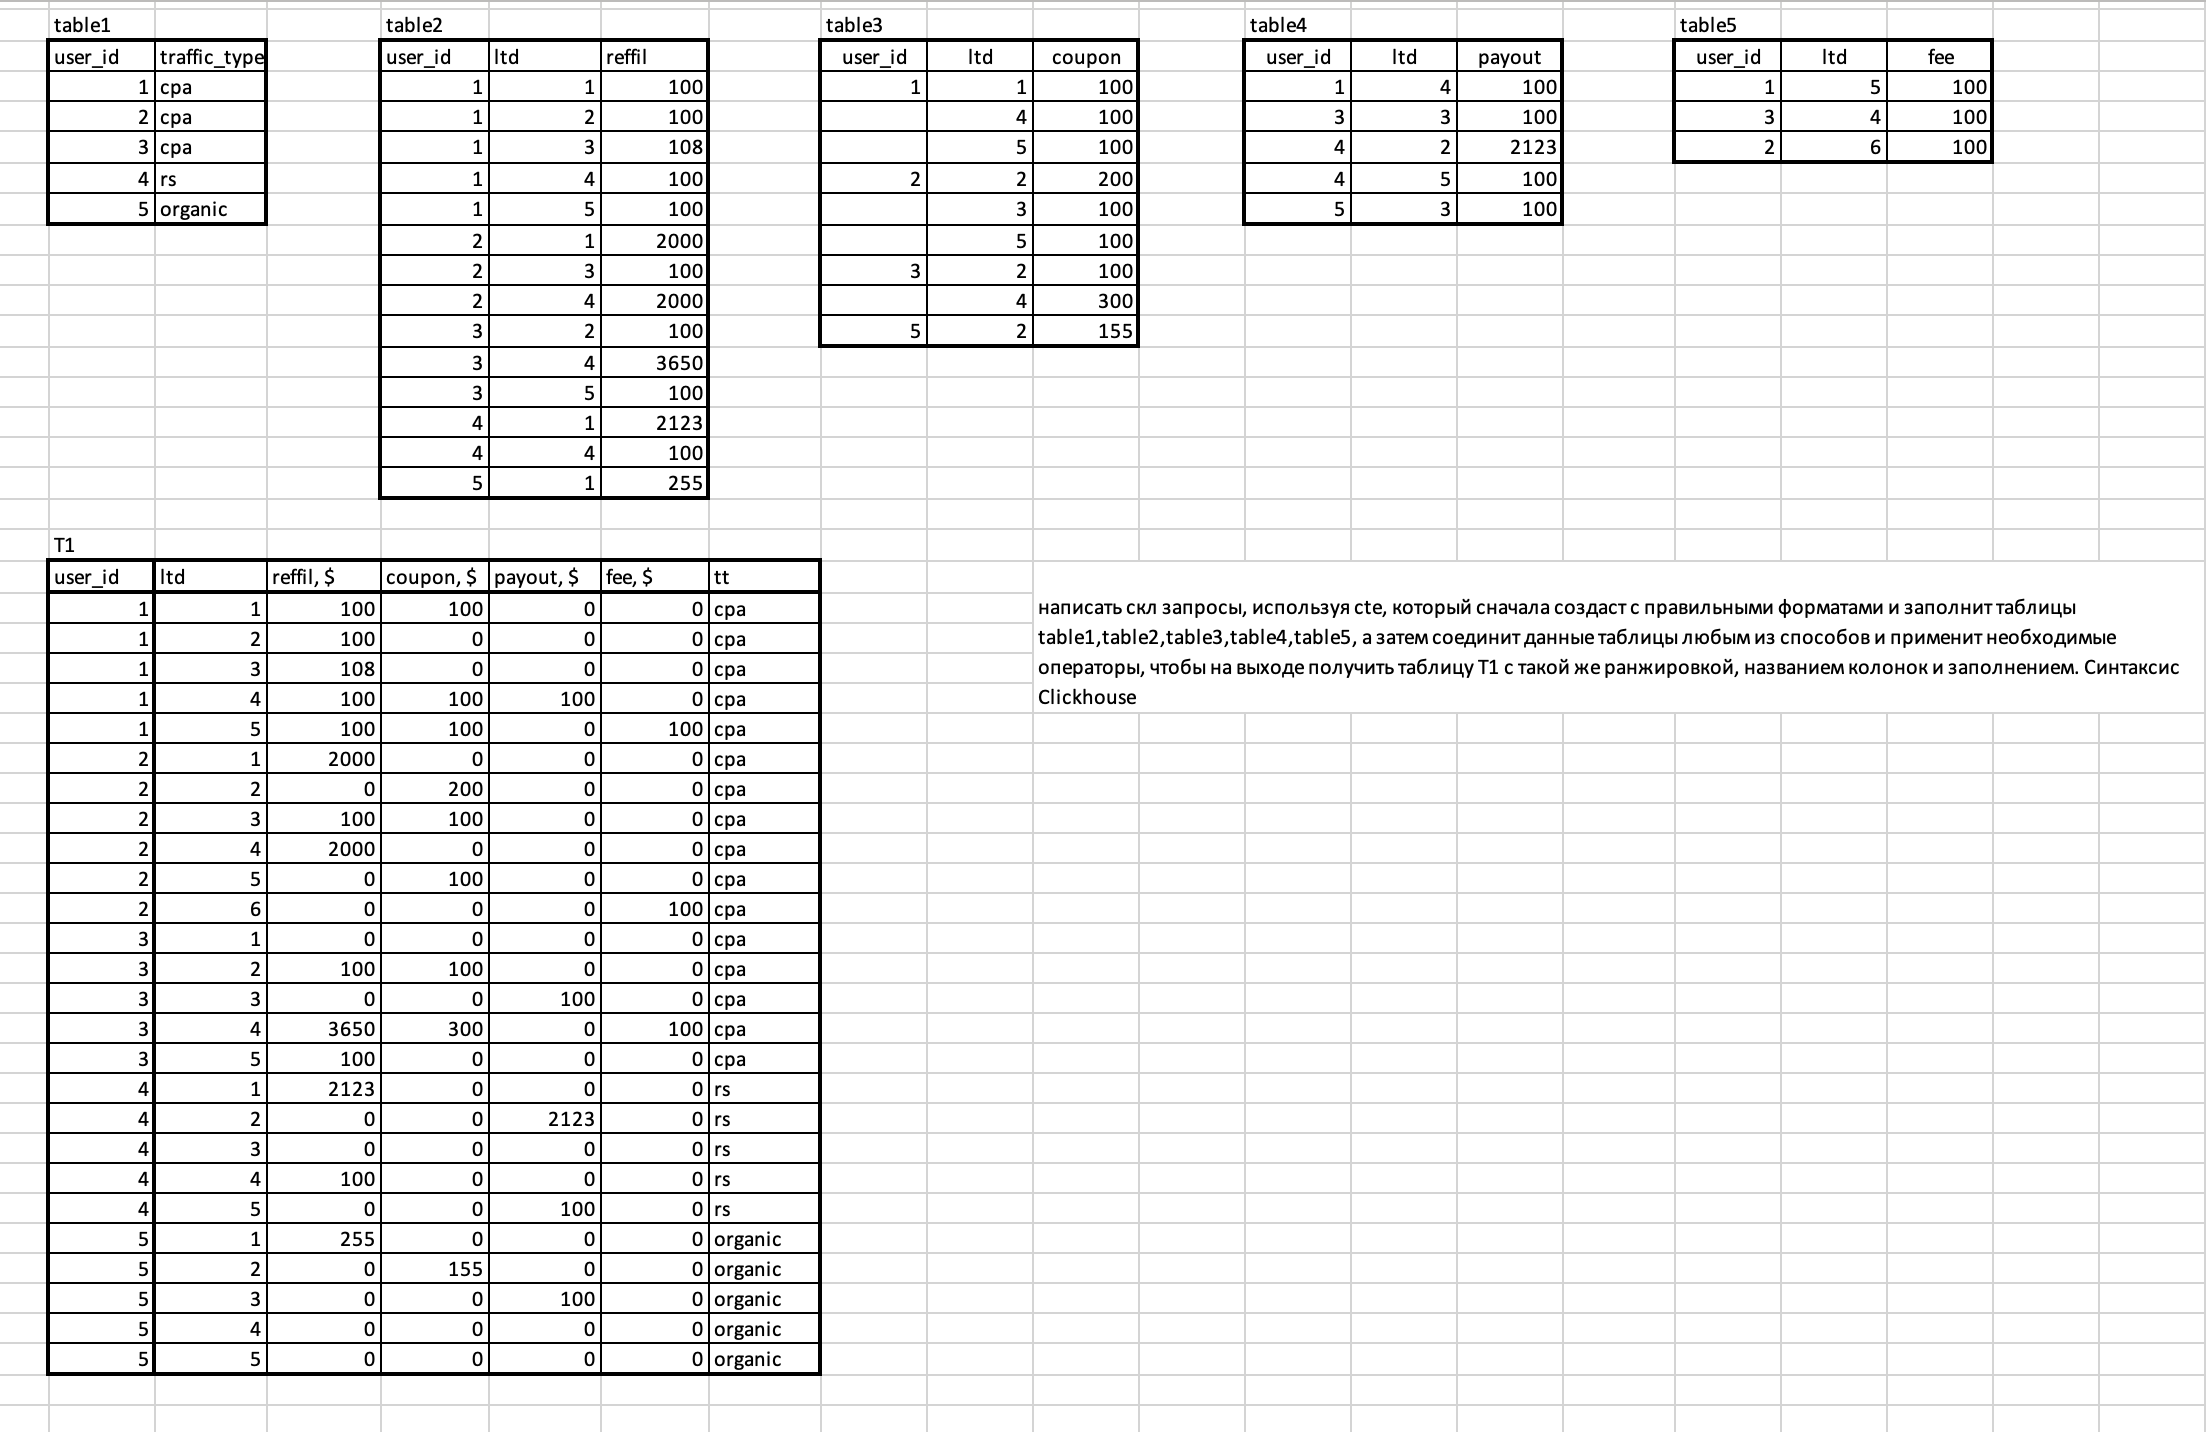 table1 table2 table3 table4 table5
user_id traffic_type user_id ltd reffil user_id ltd coupon user_id ltd payout user_id ltd fee
1 cpa 1 1 100 1 1 100 1 4 100 1 5 100
2 cpa 1 2 100 4 100 3 3 100 3 4 100
3 cpa 1 3 108 5 100 4 2 2123 2 6 100
4 rs 1 4 100 2 2 200 4 5 100
5 organic 1 5 100 3 100 5 3 100
2 1 2000 5 100
2 3 100 3 2 100
2 4 2000 4 300
3 2 100 5 2 155
3 4 3650
3 5 100
4 1 2123
4 4 100
5 1 255
T1
user_id ltd reffil, $ coupon, $ payout, $ fee, $ tt
1 1 100 100 0 0 cpa
1 2 100 0 0 0 cpa
1 3 108 0 0 0 cpa
1 4 100 100 100 0 cpa
1 5 100 100 0 100 cpa
2 1 2000 0 0 0 cpa
2 2 0 200 0 0 cpa
2 3 100 100 0 0 cpa
2 4 2000 0 0 0 cpa
2 5 0 100 0 0 cpa
2 6 0 0 0 100 cpa
3 1 0 0 0 0 cpa
3 2 100 100 0 0 cpa
3 3 0 0 100 0 cpa
3 4 3650 300 0 100 cpa
3 5 100 0 0 0 cpa
4 1 2123 0 0 0 rs
4 2 0 0 2123 0 rs
4 3 0 0 0 0 rs
4 4 100 0 0 0 rs
4 5 0 0 100 0 rs
5 1 255 0 0 0 organic
5 2 0 155 0 0 organic
5 3 0 0 100 0 organic
5 4 0 0 0 0 organic
5 5 0 0 0 0 organic
написать скл запросы, используя cte, который сначала создаст с правильными форматами и заполнит таблицы
table1,table2,table3,table4,table5, а затем соединит данные таблицы любым из способов и применит необходимые
операторы, чтобы на выходе получить таблицу Т1 с такой же ранжировкой, названием колонок и заполнением. Синтаксис
Clickhouse